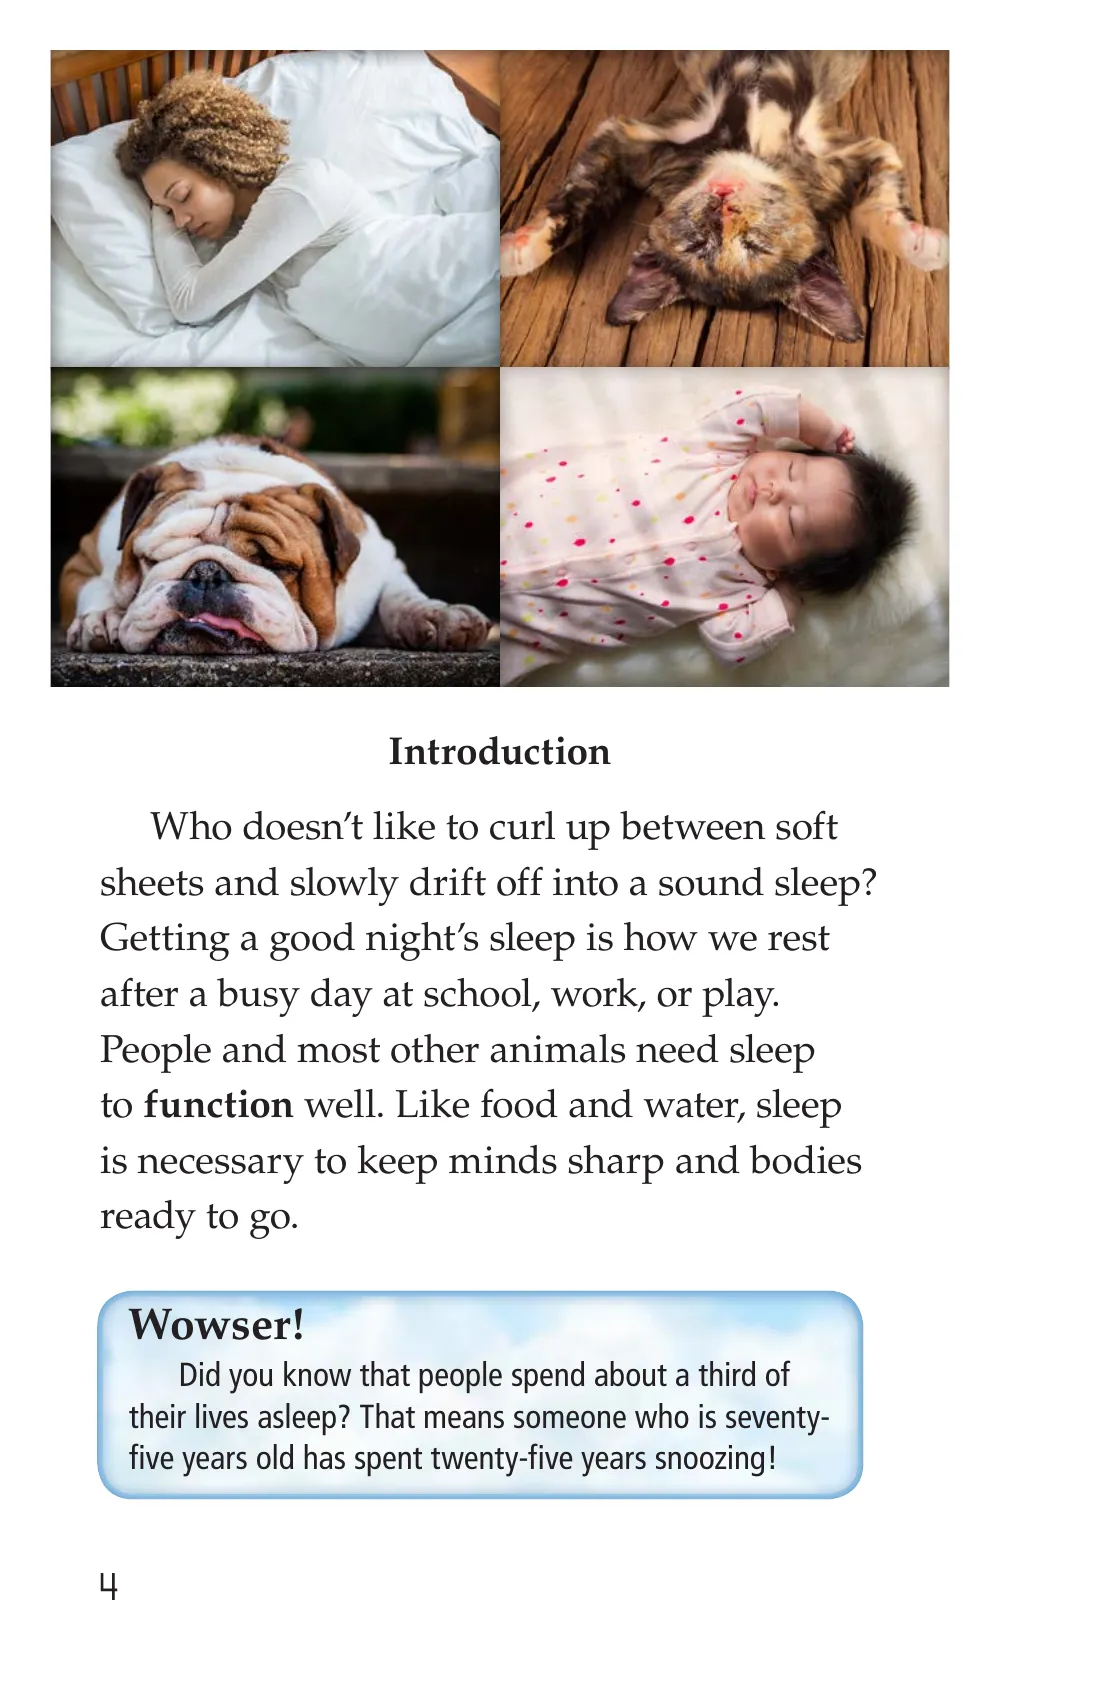 Introduction
Who doesn’t like to curl up between soft
sheets and slowly drift off into a sound sleep?
Getting a good night’s sleep is how we rest
after a busy day at school, work, or play.
People and most other animals need sleep
to function well. Like food and water, sleep
is necessary to keep minds sharp and bodies
ready to go.
Wowser!
Did you know that people spend about a third of
their lives asleep? That means someone who is seventy-
five years old has spent twenty-five years snoozing!
4